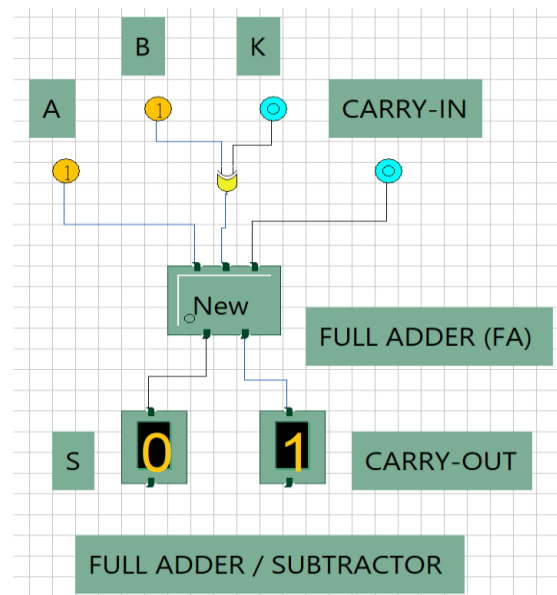 B
K
A
CARRY-IN
1
0
1
0
New
FULL ADDER (FA)
0
1
S
CARRY-OUT
FULL ADDER / SUBTRACTOR